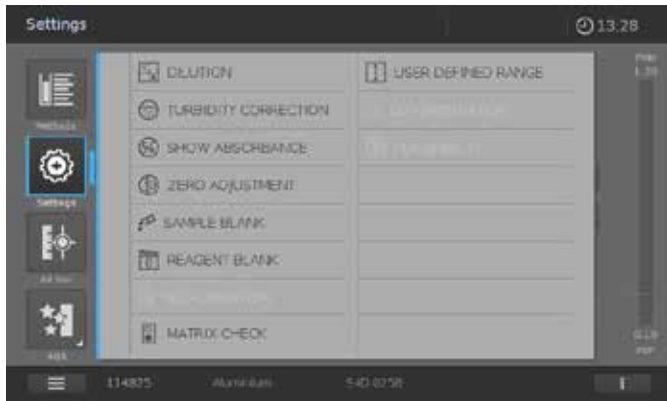 Settings
13.28
DILUTION
TURBIDITY CORRECTION
SHOW ABSORBANCE
ZERO ADJUSTMENT
SAMPLE BLANK
REAGENT BLANK
MATRIX CHECK
USER DEFINED RANGE
Methods
Settings
AQA
114825
Aluminium